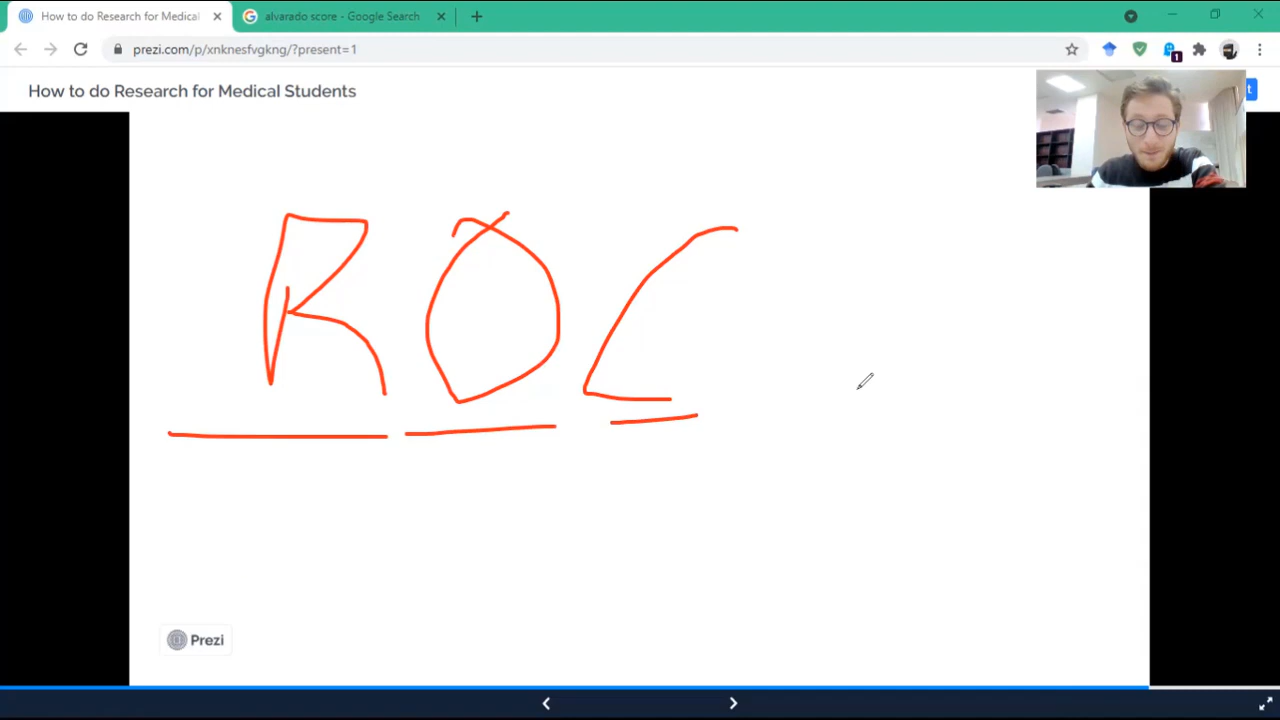 How to do Research for Medical
alvarado score - Google Search
prezi.com/p/xnknesfvgkng/?present=1
1
How to do Research for Medical Students
t
ROC
Prezi